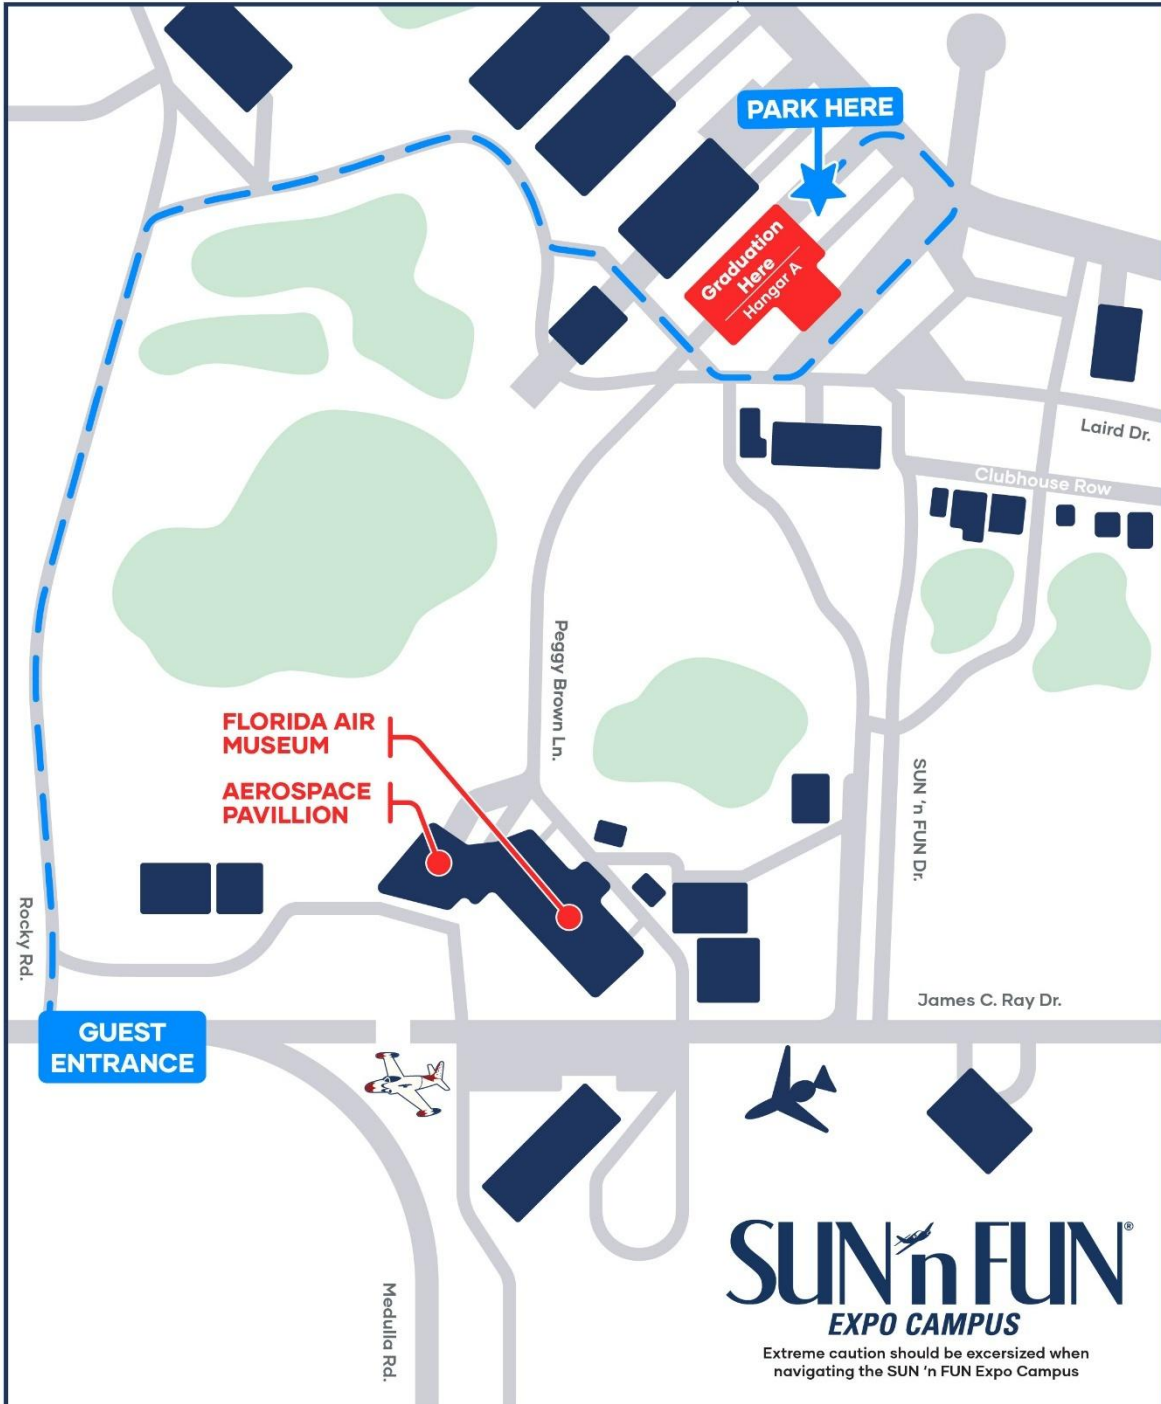 PARK HERE
Graduation
Here
Hangar A
Laird Dr.
Clubhouse Row
Peggy Brown Ln.
FLORIDA AIR
MUSEUM
AEROSPACE
PAVILLION
SUN 'n FUN Dr.
Rocky Rd.
James C. Ray Dr.
GUEST
ENTRANCE
Medulla Rd.
SUN 'n FUN®
EXPO CAMPUS
Extreme caution should be excersized when
navigating the SUN 'n FUN Expo Campus